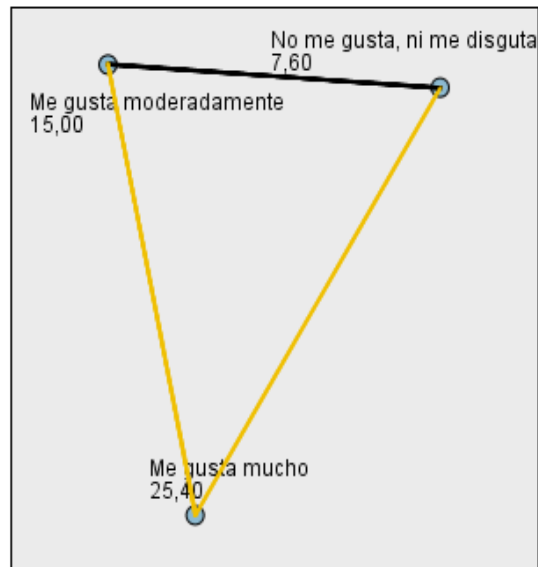 No me gusta, ni me disguta
7,60
Me gusta moderadamente
15,00
Me gusta mucho
25,40